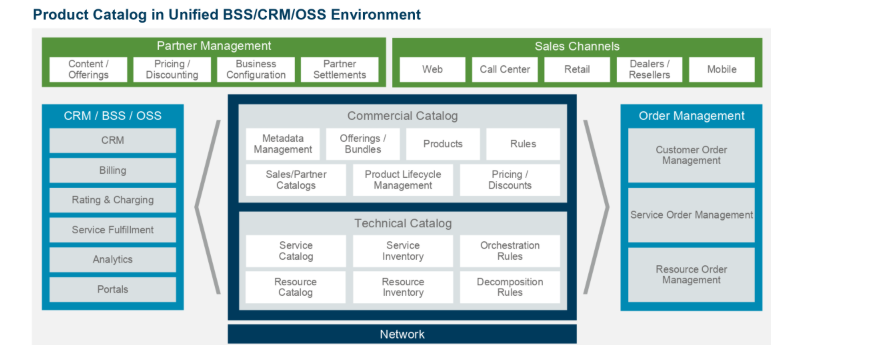 Product Catalog in Unified BSS/CRM/OSS Environment
Partner Management
Content /
Offerings
Pricing /
Discounting
Business
Configuration
Partner
Settlements
Sales Channels
Web
Call Center
Retail
Dealers /
Resellers
Mobile
CRM / BSS / OSS
CRM
Billing
Rating & Charging
Service Fulfillment
Analytics
Portals
Commercial Catalog
Metadata
Management
Offerings /
Bundles
Products
Rules
Sales/Partner
Catalogs
Product Lifecycle
Management
Pricing /
Discounts
Technical Catalog
Service
Catalog
Service
Inventory
Orchestration
Rules
Resource
Catalog
Resource
Inventory
Decomposition
Rules
Order Management
Customer Order
Management
Service Order Management
Resource Order
Management
Network